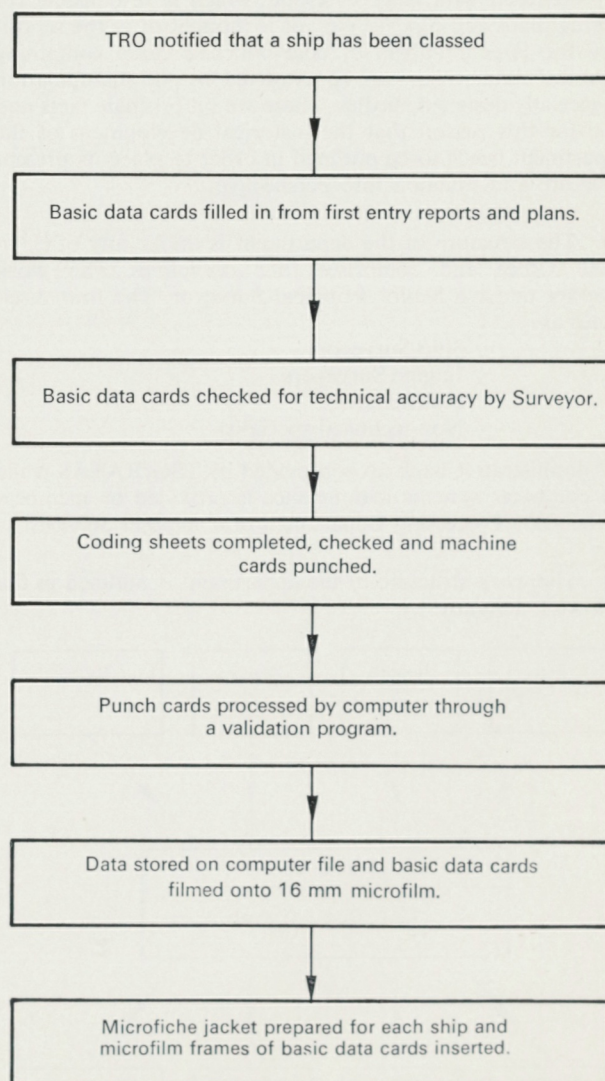 TRO notified that a ship has been classed
Basic data cards filled in from first entry reports and plans.
Basic data cards checked for technical accuracy by Surveyor.
Coding sheets completed, checked and machine
cards punched.
Punch cards processed by computer through
a validation program.
Data stored on computer file and basic data cards
filmed onto 16 mm microfilm.
Microfiche jacket prepared for each ship and
microfilm frames of basic data cards inserted.